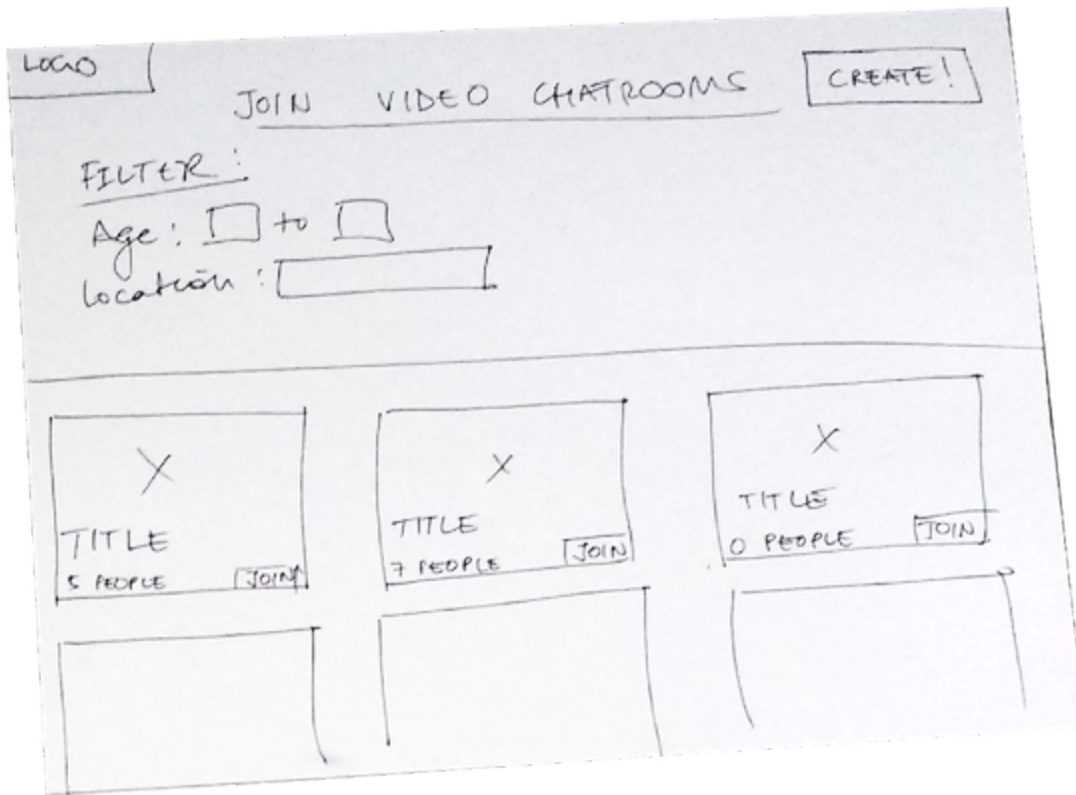 LOGO
JOIN VIDEO CHATROOMS
CREATE!
FILTER:
Age: to
location:
X
TITLE
5 PEOPLE JOIN
X
TITLE
7 PEOPLE JOIN
X
TITLE
0 PEOPLE JOIN